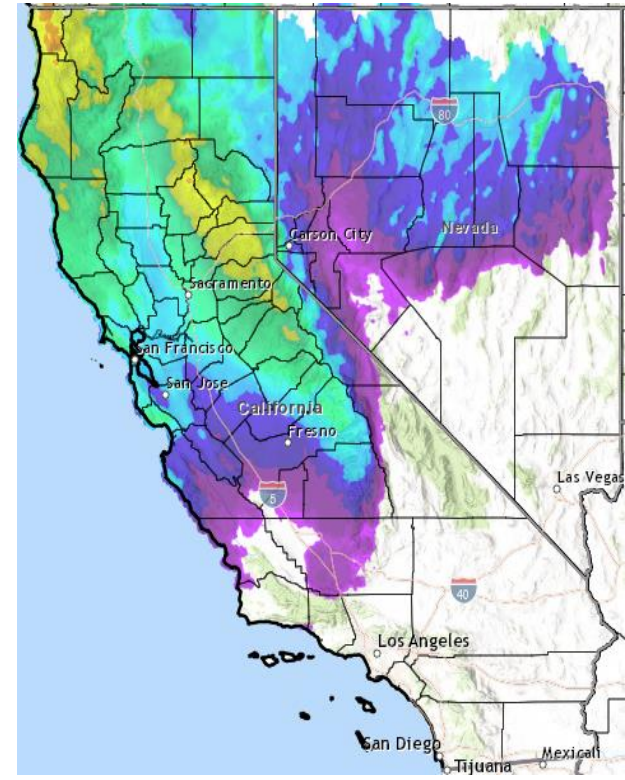 80
Nevada
Carson City
Sacramento
San Francisco
San Jose
California
Fresno
5
Las Vegas
40
Los Angeles
San Diego
Tijuana
Mexicali